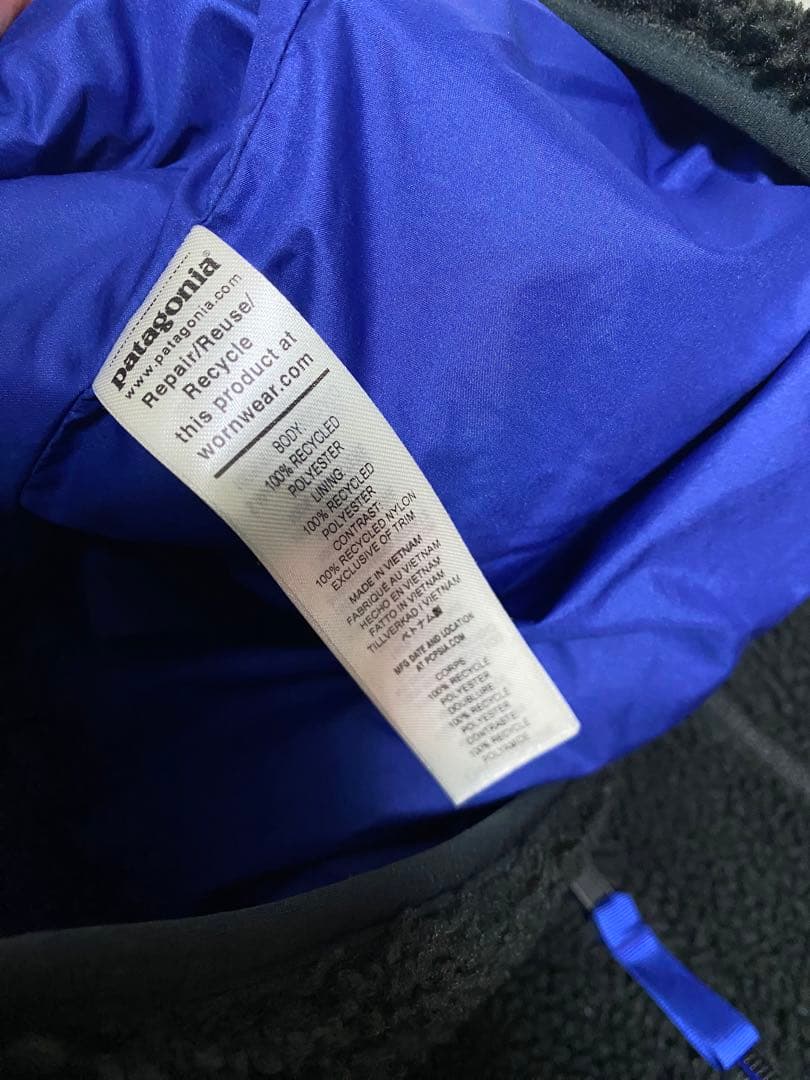 patagonia®
www.patagonia.com
Repair/Reuse/
Recycle
this product at
wornwear.com
BODY:
100% RECYCLED
POLYESTER
LINING:
100% RECYCLED
POLYESTER
CONTRAST:
100% RECYCLED NYLON
EXCLUSIVE OF TRIM
MADE IN VIETNAM
FABRIQUÉ AU VIETNAM
HECHO EN VIETNAM
FATTO IN VIETNAM
TILLVERKAD I VIETNAM
ベトナム製
MFG DATE AND LOCATION
AT PCPSIA.COM
CORPS:
100% RECYCLÉ
POLYESTER
DOUBLURE:
100% RECYCLÉ
POLYESTER
CONTRASTE:
100% RECYCLÉ
POLYAMIDE